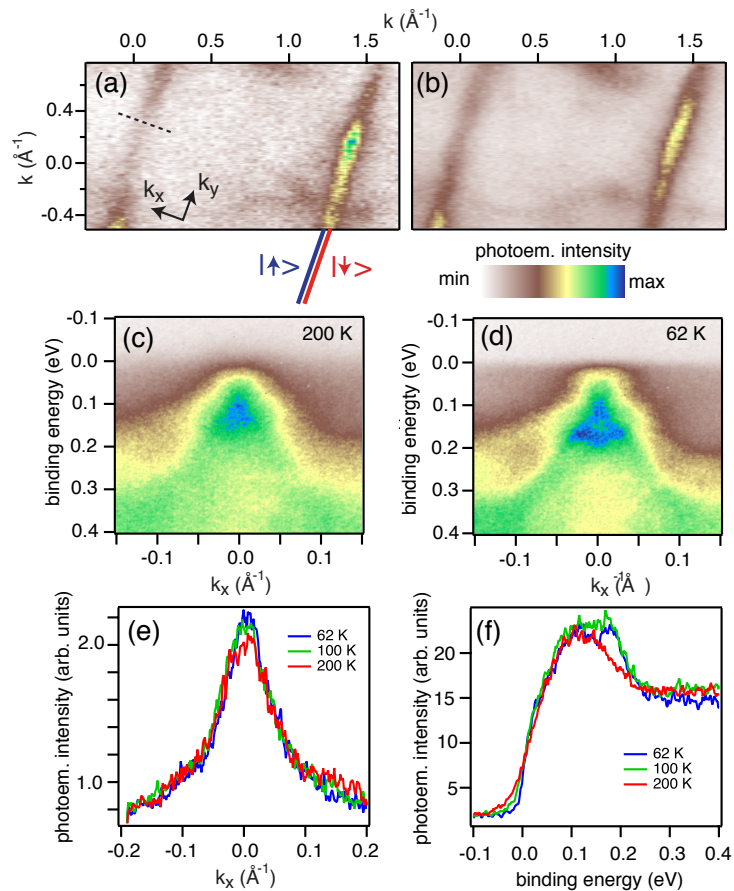 k (Å⁻¹)
0.0 0.5 1.0 1.5 0.0 0.5 1.0 1.5
(a) (b)
k (Å⁻¹)
0.4
0.0
-0.4
kx ky
|↑> |↓>
photoem. intensity
min max
(c) 200 K
binding energy (eV)
-0.1
0.0
0.1
0.2
0.3
0.4
-0.1 0.0 0.1
kx (Å⁻¹)
(d) 62 K
binding energty (eV)
-0.1
0.0
0.1
0.2
0.3
0.4
-0.1 0.0 0.1
kx ⁻¹Å )
(e)
photoem. intensity (arb. units)
2.0
1.0
62 K
100 K
200 K
-0.2 -0.1 0.0 0.1 0.2
kx (Å⁻¹)
(f)
photoem. intensity (arb. units)
20
15
10
5
62 K
100 K
200 K
-0.1 0.0 0.1 0.2 0.3 0.4
binding energy (eV)